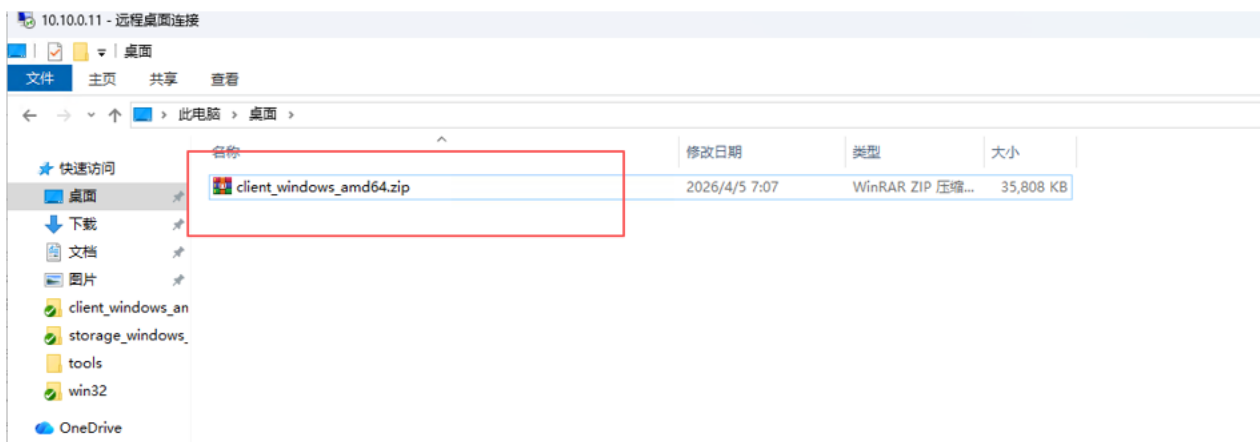 10.10.0.11 - 远程桌面连接
桌面
文件 主页 共享 查看
此电脑 桌面
名称 修改日期 类型 大小
快速访问
client_windows_amd64.zip 2026/4/5 7:07 WinRAR ZIP 压缩... 35,808 KB
桌面
下载
文档
图片
client_windows_an
storage_windows_
tools
win32
OneDrive